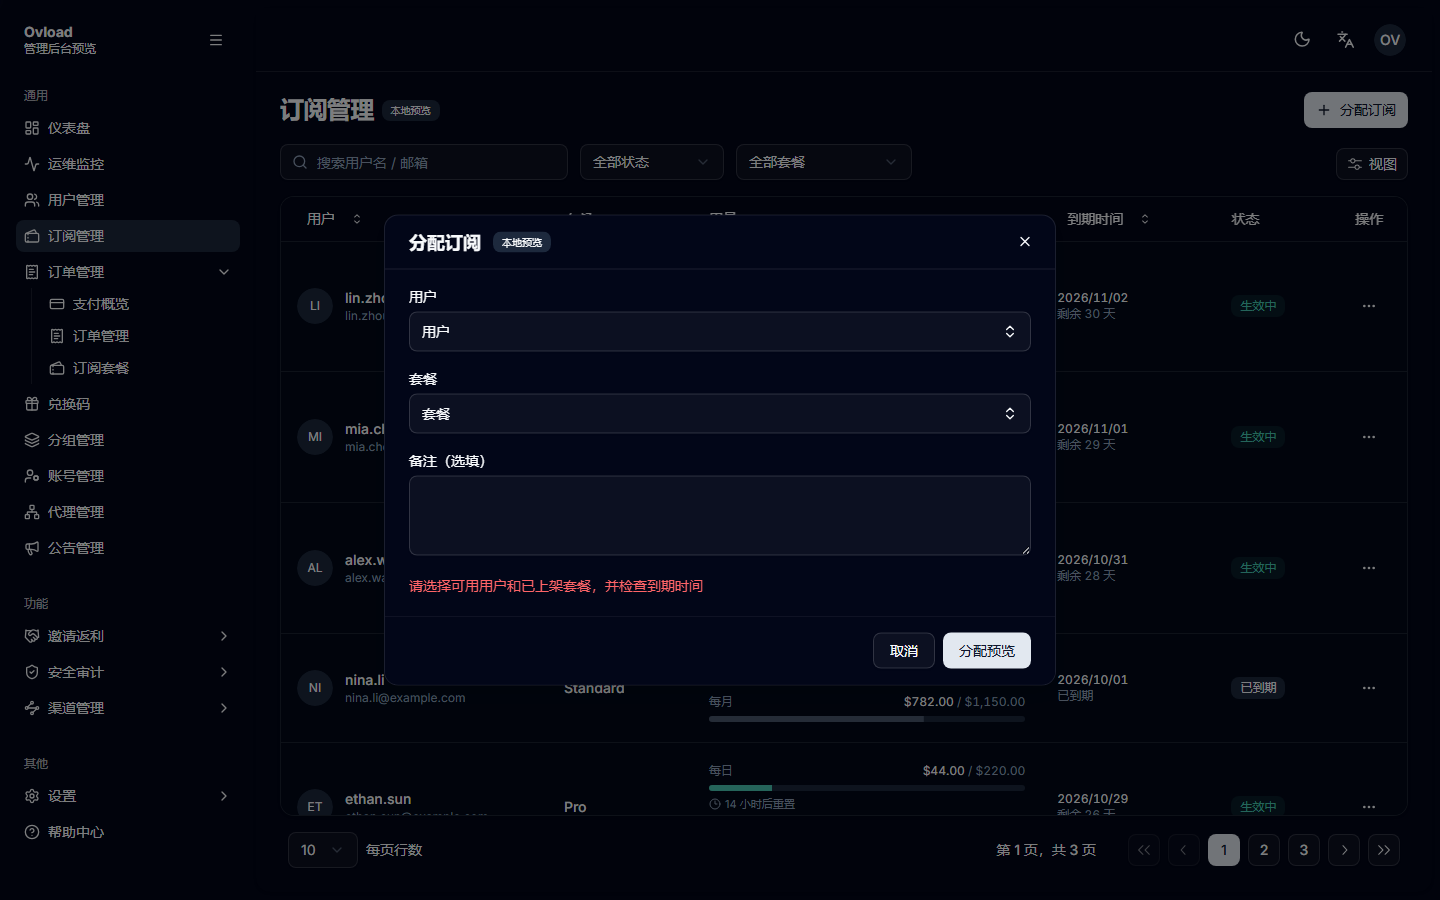 Ovload
管理后台预览
OV
通用
仪表盘
运维监控
用户管理
订阅管理
订单管理
支付概览
订单管理
订阅套餐
兑换码
分组管理
账号管理
代理管理
公告管理
功能
邀请返利
安全审计
渠道管理
其他
设置
帮助中心
订阅管理 本地预览
分配订阅
搜索用户名 / 邮箱
全部状态
全部套餐
视图
用户
到期时间
状态
操作
LI
lin.zho
lin.zhou
2026/11/02
剩余 30 天
生效中
MI
mia.ch
mia.che
2026/11/01
剩余 29 天
生效中
AL
alex.w
alex.wa
2026/10/31
剩余 28 天
生效中
NI
nina.li
nina.li@example.com
Standard
每月
$782.00 / $1,150.00
2026/10/01
已到期
已到期
ET
ethan.sun
Pro
每日
$44.00 / $220.00
14 小时后重置
2026/10/29
剩余 26 天
生效中
分配订阅 本地预览
用户
用户
套餐
套餐
备注（选填）
请选择可用用户和已上架套餐，并检查到期时间
取消
分配预览
10
每页行数
第 1 页，共 3 页
1
2
3